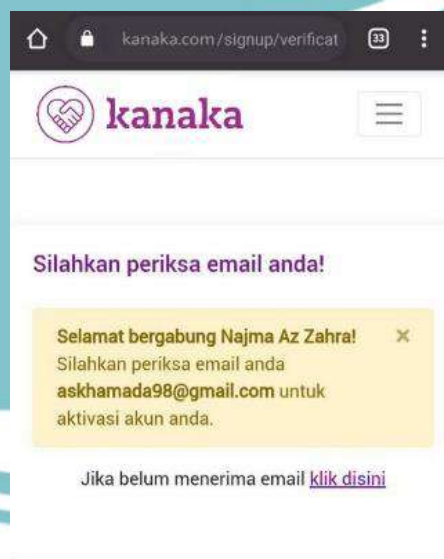 kanaka.com/signup/verificat
33
kanaka
Silahkan periksa email anda!
Selamat bergabung Najma Az Zahra! ×
Silahkan periksa email anda
askhamada98@gmail.com untuk
aktivasi akun anda.
Jika belum menerima email klik disini